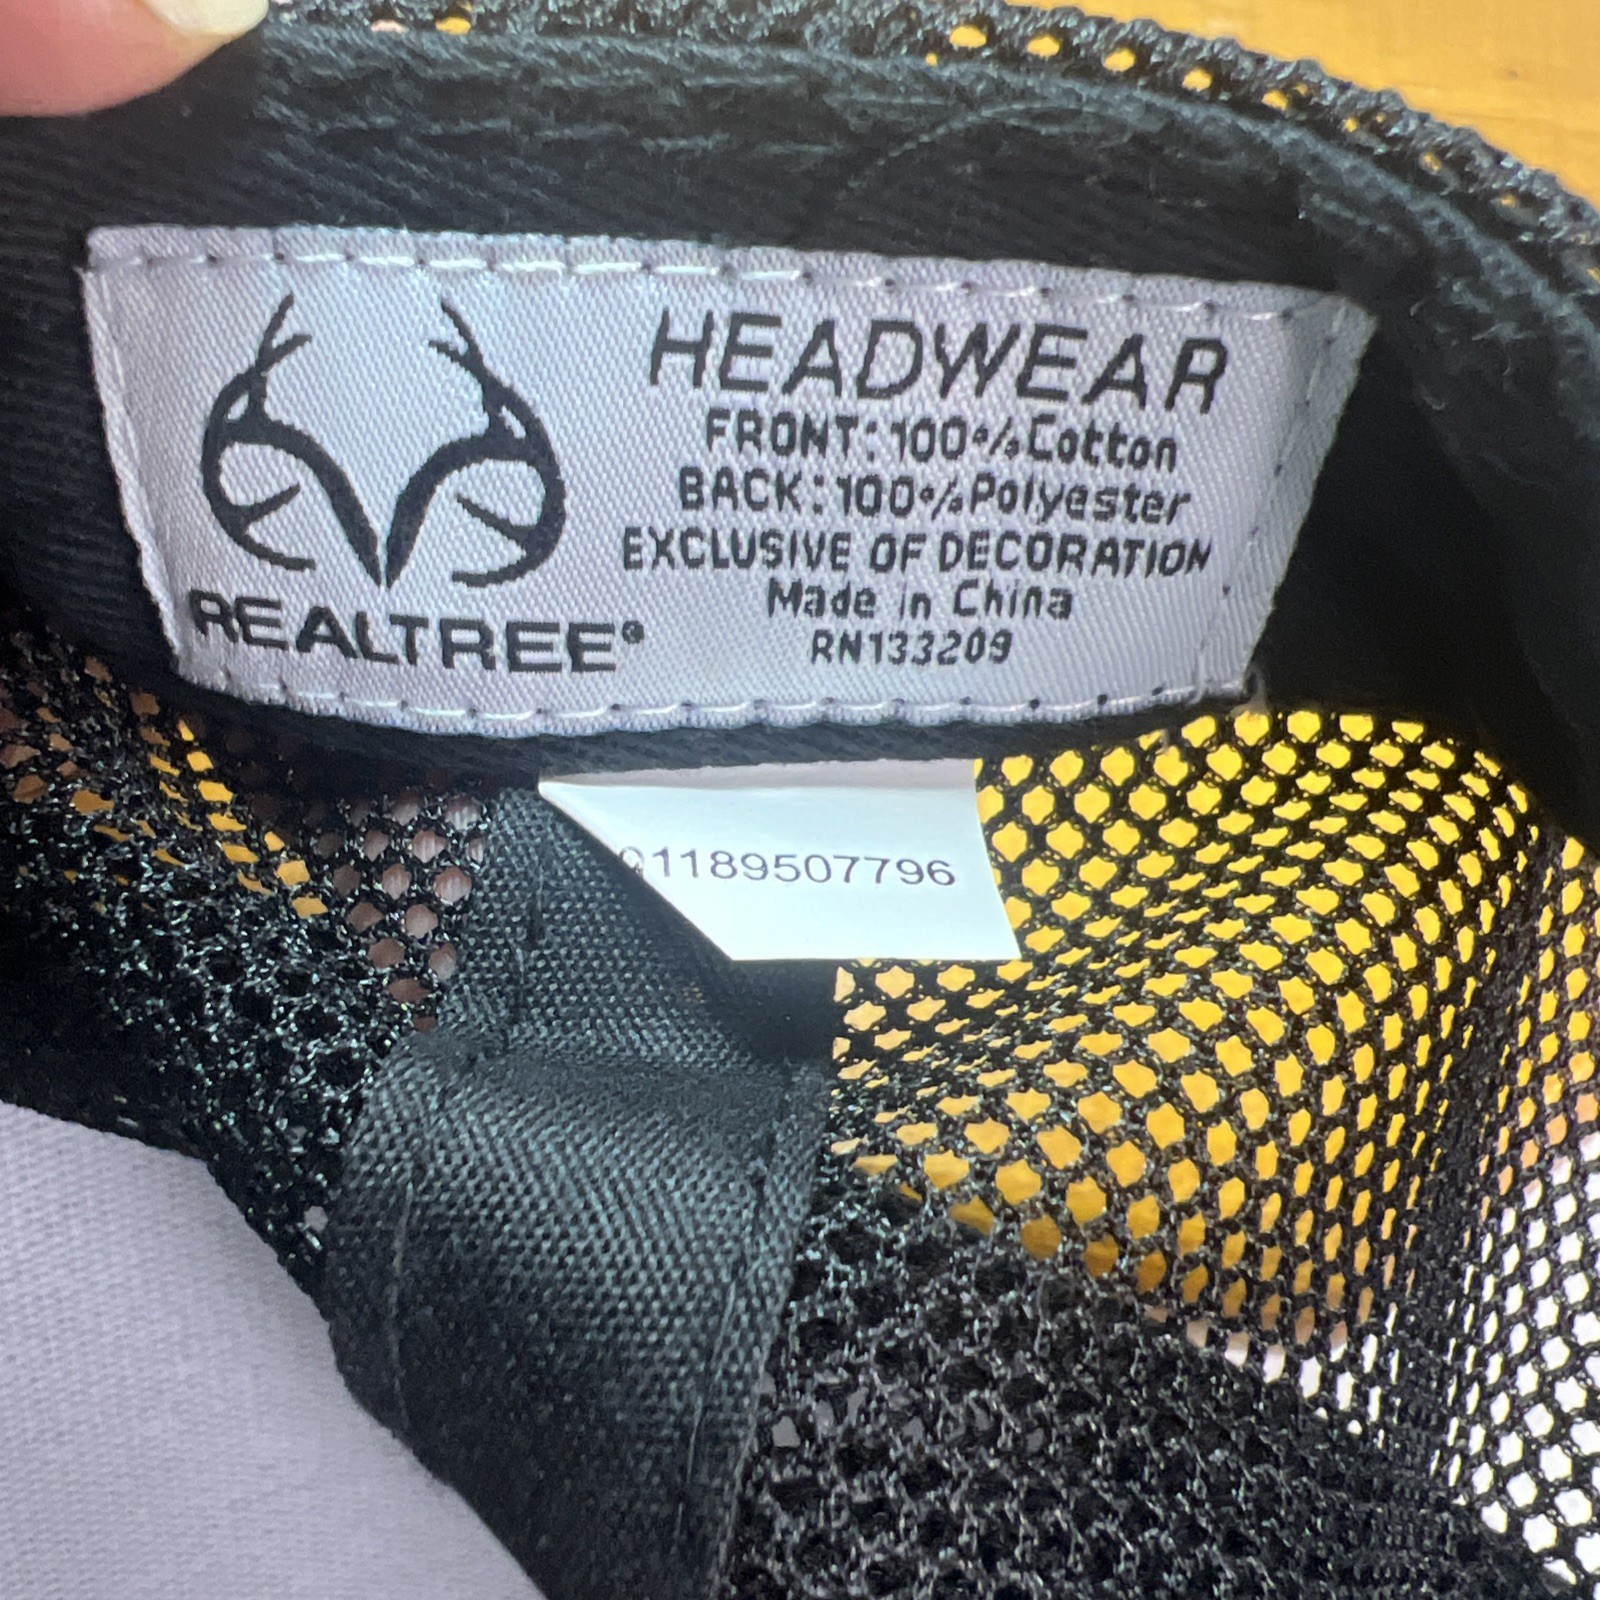 HEADWEAR
FRONT: 100% Cotton
BACK: 100% Polyester
EXCLUSIVE OF DECORATION
Made in China
RN133209
REALTREE®
1189507796